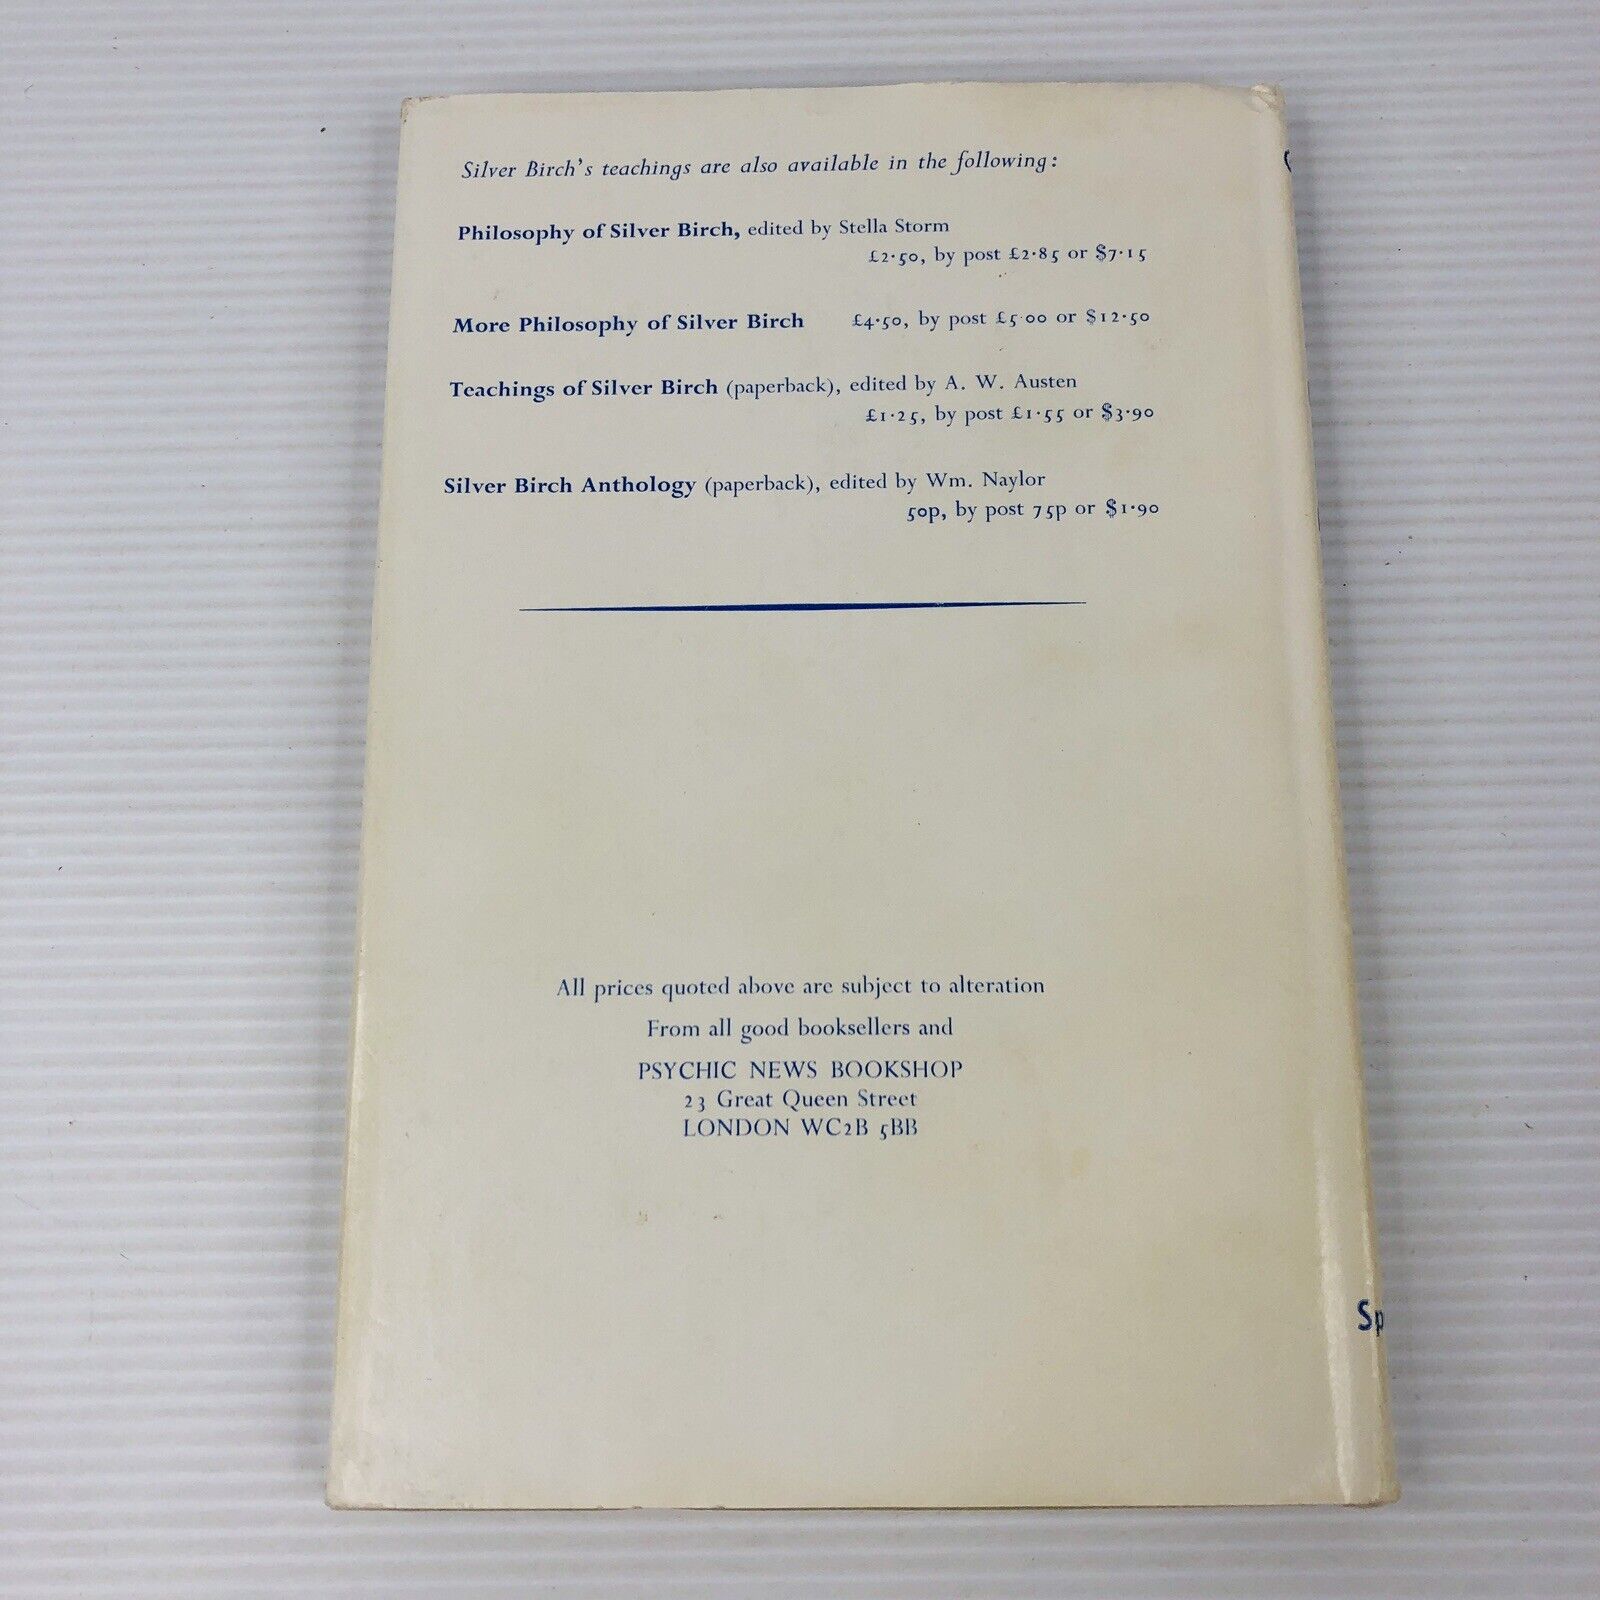 Silver Birch's teachings are also available in the following:
Philosophy of Silver Birch, edited by Stella Storm
£2·50, by post £2·85 or $7·15
More Philosophy of Silver Birch £4·50, by post £5·00 or $12·50
Teachings of Silver Birch (paperback), edited by A. W. Austen
£1·25, by post £1·55 or $3·90
Silver Birch Anthology (paperback), edited by Wm. Naylor
50p, by post 75p or $1·90
All prices quoted above are subject to alteration
From all good booksellers and
PSYCHIC NEWS BOOKSHOP
23 Great Queen Street
LONDON WC2B 5BB
Sp